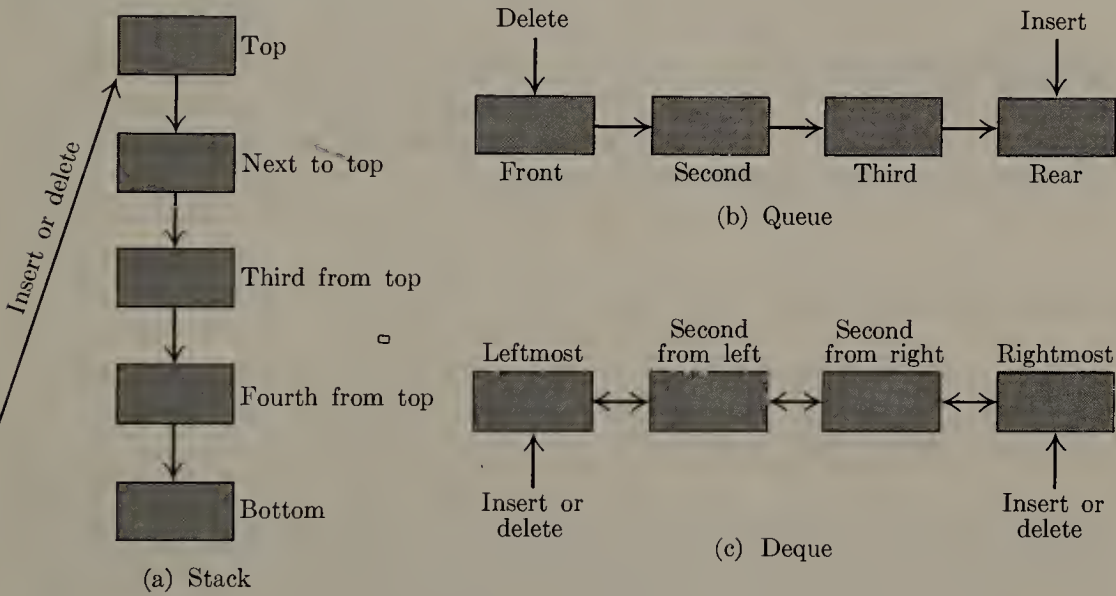 Insert or delete
Top
Next to top
Third from top
Fourth from top
Bottom
(a) Stack
Delete
Insert
Front
Second
Third
Rear
(b) Queue
Leftmost
Second
from left
Second
from right
Rightmost
Insert or
delete
Insert or
delete
(c) Deque